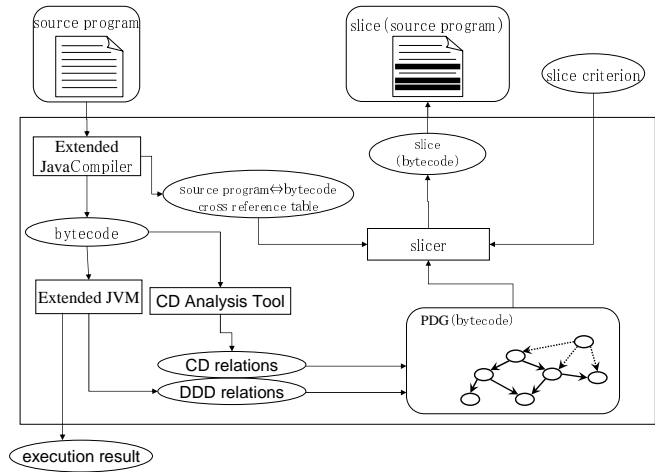 source program
slice(source program)
slice criterion
Extended
JavaCompiler
slice
(bytecode)
source program⇔bytecode
cross reference table
bytecode
slicer
Extended JVM
CD Analysis Tool
PDG(bytecode)
CD relations
DDD relations
execution result